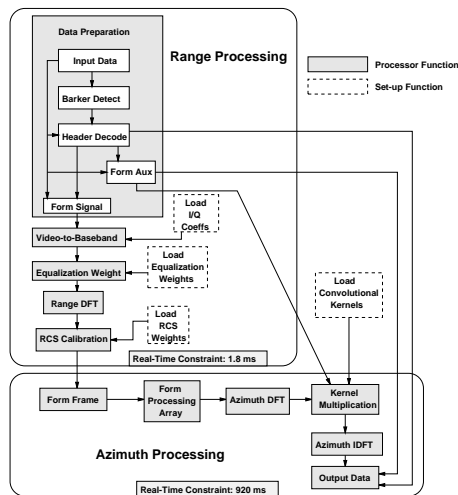 Data Preparation
Range Processing
Input Data
Barker Detect
Header Decode
Form Aux
Form Signal
Processor Function
Set-up Function
Load
I/Q
Coeffs
Video-to-Baseband
Load
Equalization
Weights
Equalization Weight
Load
Convolutional
Kernels
Range DFT
Load
RCS
Weights
RCS Calibration
Real-Time Constraint: 1.8 ms
Form Frame
Form
Processing
Array
Azimuth DFT
Kernel
Multiplication
Azimuth IDFT
Azimuth Processing
Output Data
Real-Time Constraint: 920 ms